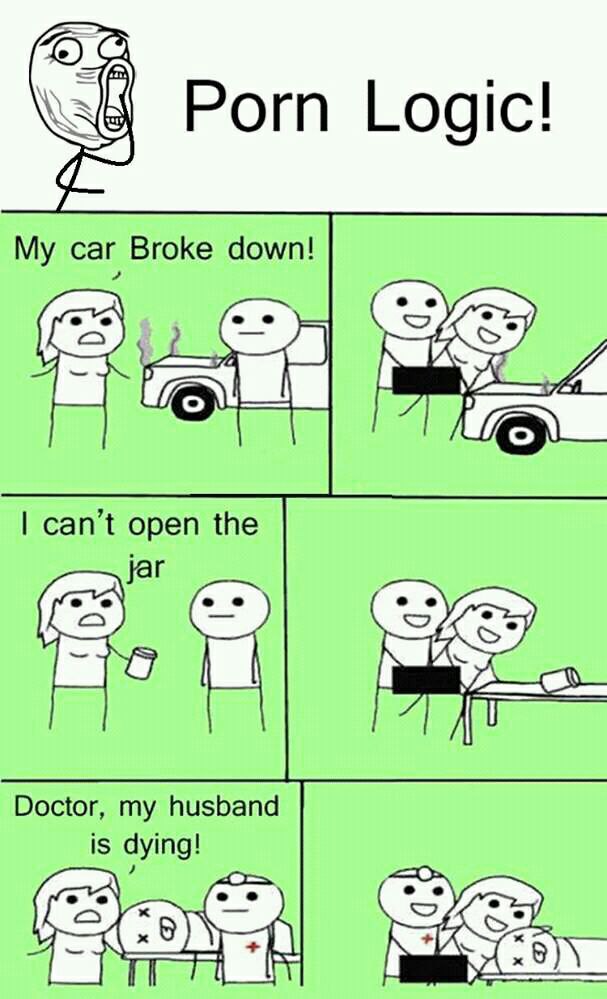 Porn Logic!
My car Broke down!
I can't open the
jar
Doctor, my husband
is dying!